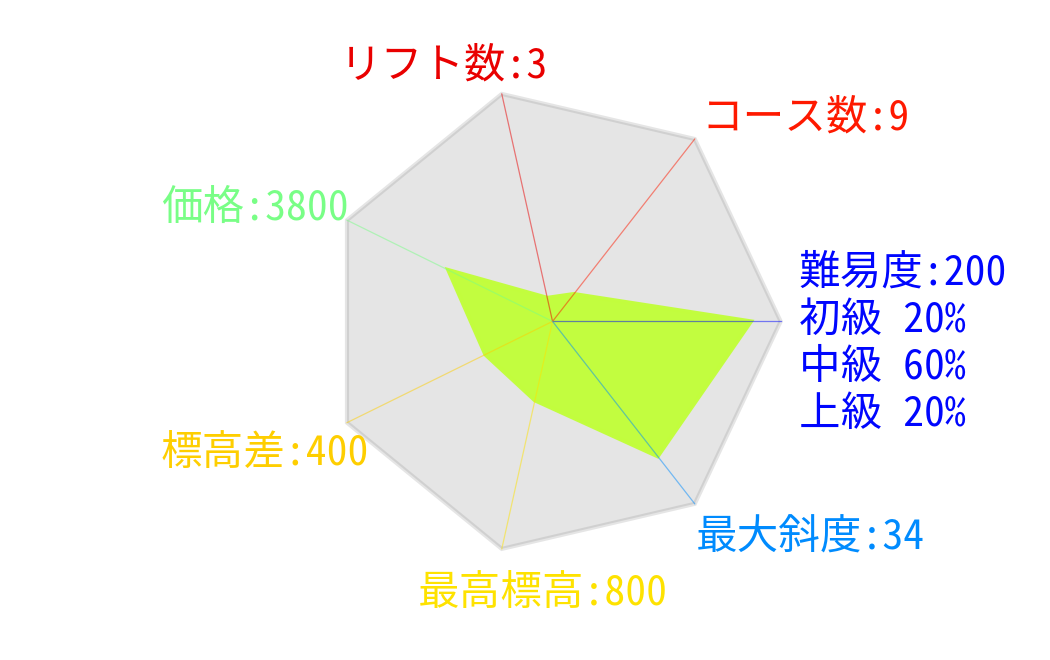 リフト数:3
コース数:9
価格:3800
難易度:200
初級 20%
中級 60%
上級 20%
標高差:400
最大斜度:34
最高標高:800